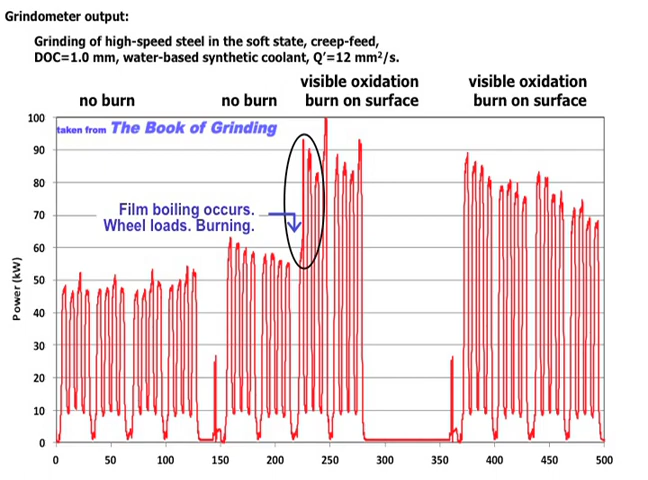 Grindometer output:
Grinding of high-speed steel in the soft state, creep-feed,
DOC=1.0 mm, water-based synthetic coolant, Q′=12 mm²/s.
visible oxidation
burn on surface
visible oxidation
burn on surface
no burn
no burn
taken from The Book of Grinding
Film boiling occurs.
Wheel loads. Burning.
Power (kW)
100
90
80
70
60
50
40
30
20
10
0
0 50 100 150 200 250 300 350 400 450 500